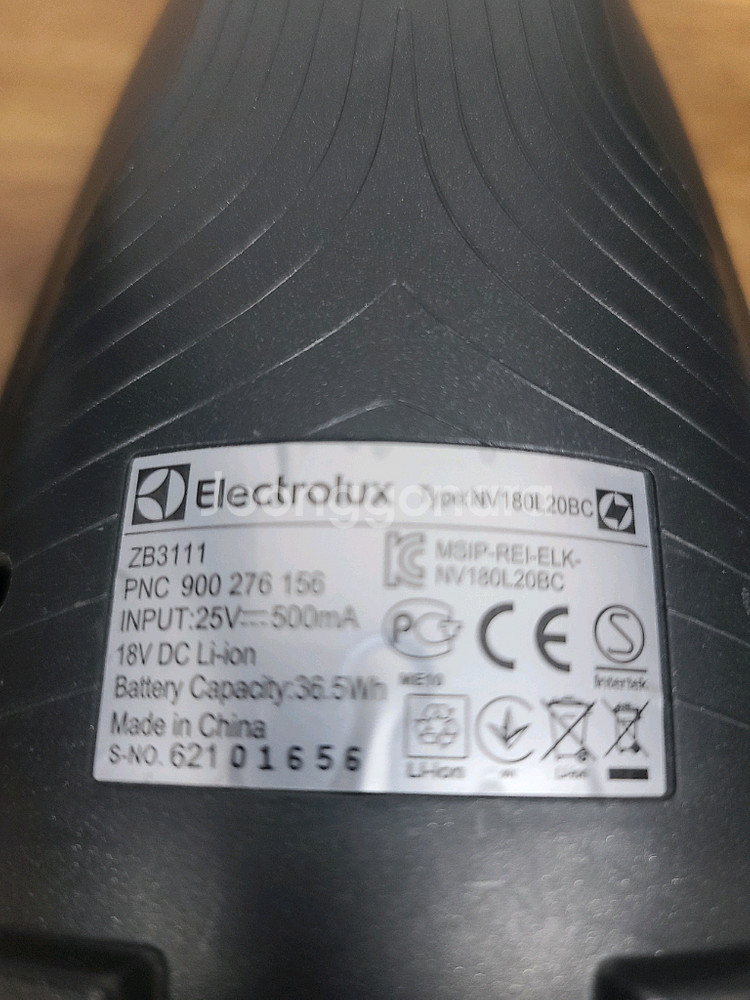 Electrolux Type: NV180L20BC
ZB3111
PNC 900 276 156
INPUT:25V⎓500mA
18V DC Li-ion
Battery Capacity:36.5Wh
Made in China
S-NO. 621 01656
MSIP-REI-ELK-
NV180L20BC
CE
S
Intertek
Li-ion